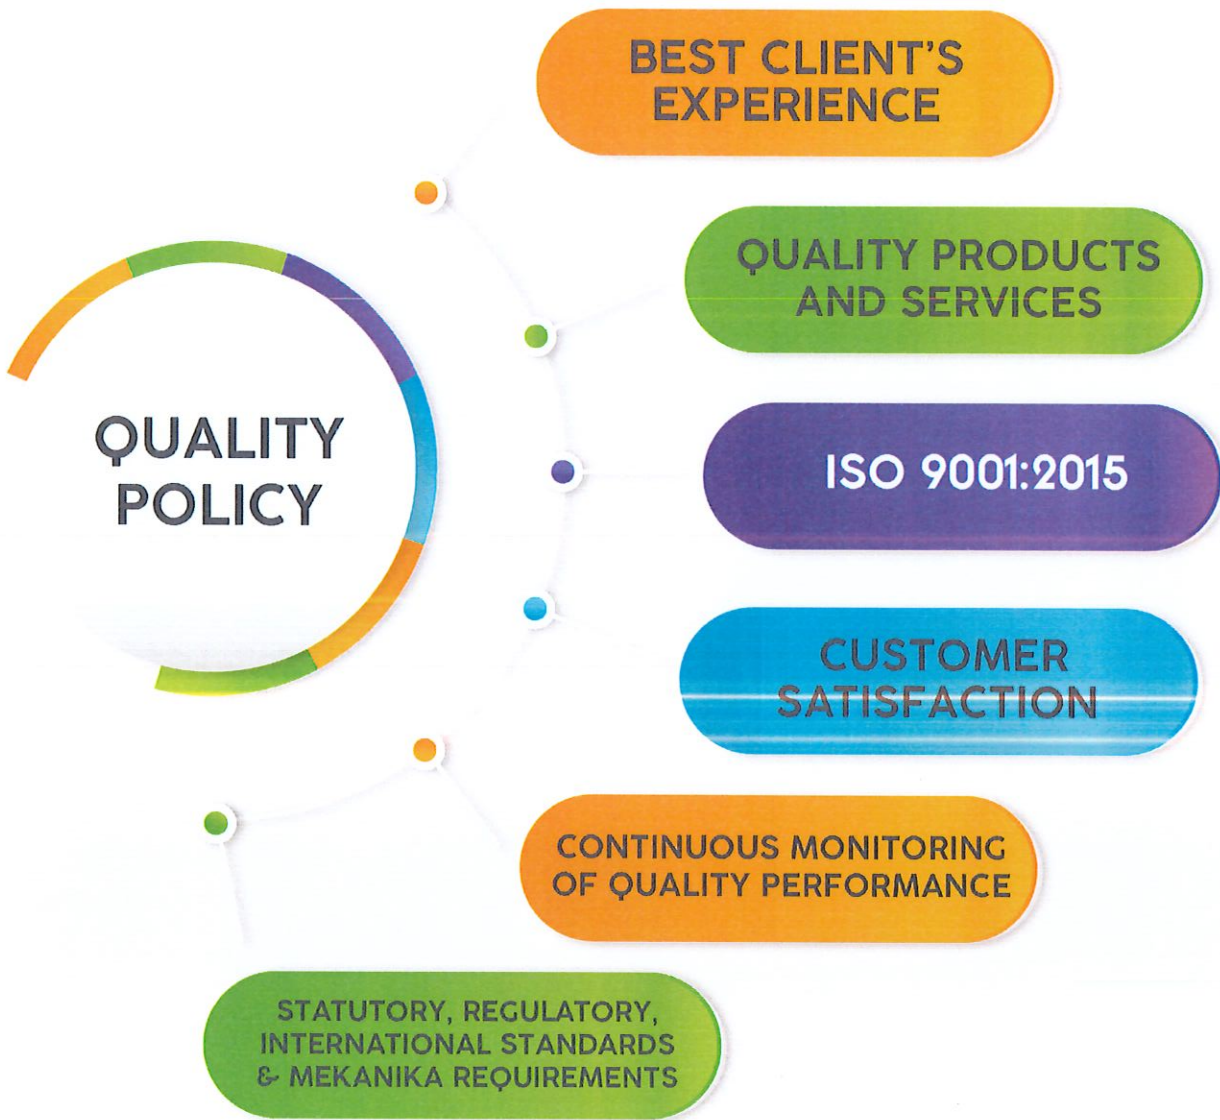 BEST CLIENT'S
EXPERIENCE
QUALITY PRODUCTS
AND SERVICES
QUALITY
POLICY
ISO 9001:2015
CUSTOMER
SATISFACTION
CONTINUOUS MONITORING
OF QUALITY PERFORMANCE
STATUTORY, REGULATORY,
INTERNATIONAL STANDARDS
& MEKANIKA REQUIREMENTS